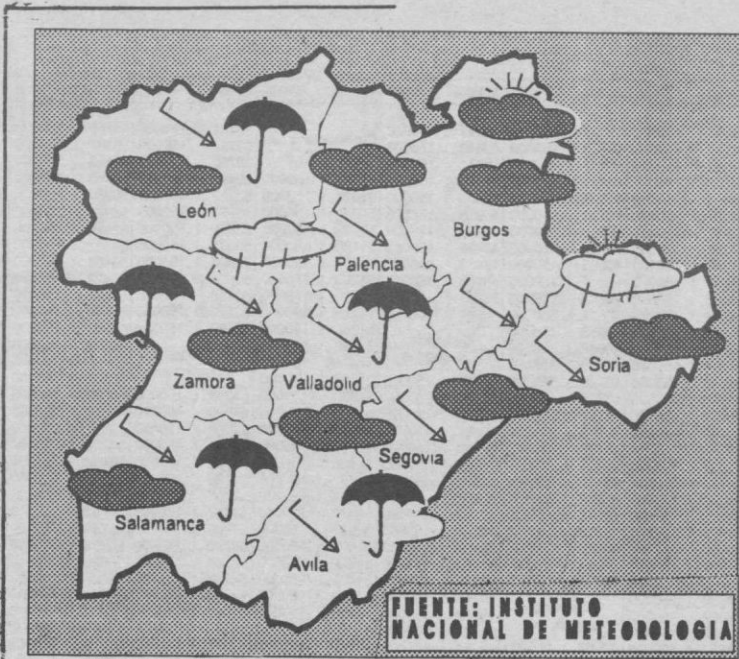 León
Burgos
Palencia
Soria
Zamora
Valladolid
Segovia
Salamanca
Avila
FUENTE: INSTITUTO
NACIONAL DE METEOROLOGIA